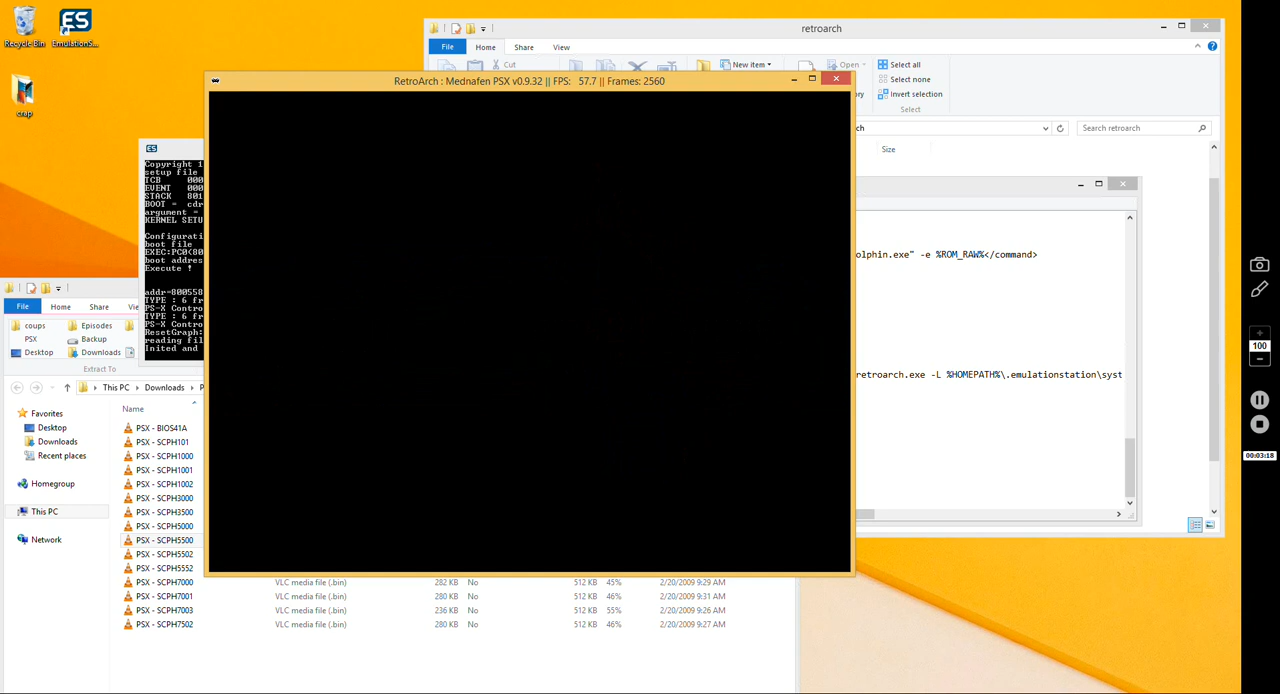 Recycle Bin
EmulationS...
crap
retroarch
File
Home
Share
View
Cut
New item
Open
Select all
Select none
Invert selection
Select
ory
ch
Search retroarch
Size
RetroArch : Mednafen PSX v0.9.32 || FPS: 57.7 || Frames: 2560
ES
Copyright 1
setup file
TCB 000
EVENT 000
STACK 801
BOOT = cdr
argument =
KERNEL SETU
Configurati
boot file
EXEC:PC0(80
boot addres
Execute !
addr=800558
TYPE : 6 fr
PS-X Contro
TYPE : 6 fr
PS-X Contro
ResetGraph:
reading fil
Inited and
olphin.exe" -e %ROM_RAW%</command>
retroarch.exe -L %HOMEPATH%\.emulationstation\syst
File
Home
Share
Vie
coups
Episodes
PSX
Backup
Desktop
Downloads
Extract To
This PC
Downloads
P
Favorites
Desktop
Downloads
Recent places
Homegroup
This PC
Network
Name
PSX - BIOS41A
PSX - SCPH101
PSX - SCPH1000
PSX - SCPH1001
PSX - SCPH1002
PSX - SCPH3000
PSX - SCPH3500
PSX - SCPH5000
PSX - SCPH5500
PSX - SCPH5502
PSX - SCPH5552
PSX - SCPH7000 VLC media file (.bin) 282 KB No 512 KB 45% 2/20/2009 9:29 AM
PSX - SCPH7001 VLC media file (.bin) 280 KB No 512 KB 46% 2/20/2009 9:31 AM
PSX - SCPH7003 VLC media file (.bin) 236 KB No 512 KB 55% 2/20/2009 9:26 AM
PSX - SCPH7502 VLC media file (.bin) 280 KB No 512 KB 46% 2/20/2009 9:27 AM
100
00:03:18